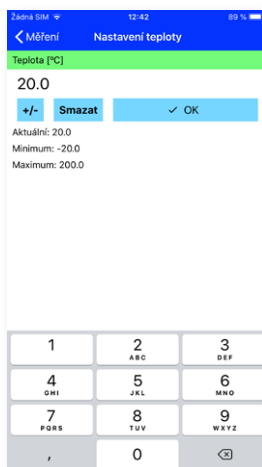 Žádná SIM 12:42 89 %
Měření Nastavení teploty
Teplota [°C]
20.0
+/- Smazat ✓ OK
Aktuální: 20.0
Minimum: -20.0
Maximum: 200.0
1 2 3
ABC DEF
4 5 6
GHI JKL MNO
7 8 9
PQRS TUV WXYZ
, 0